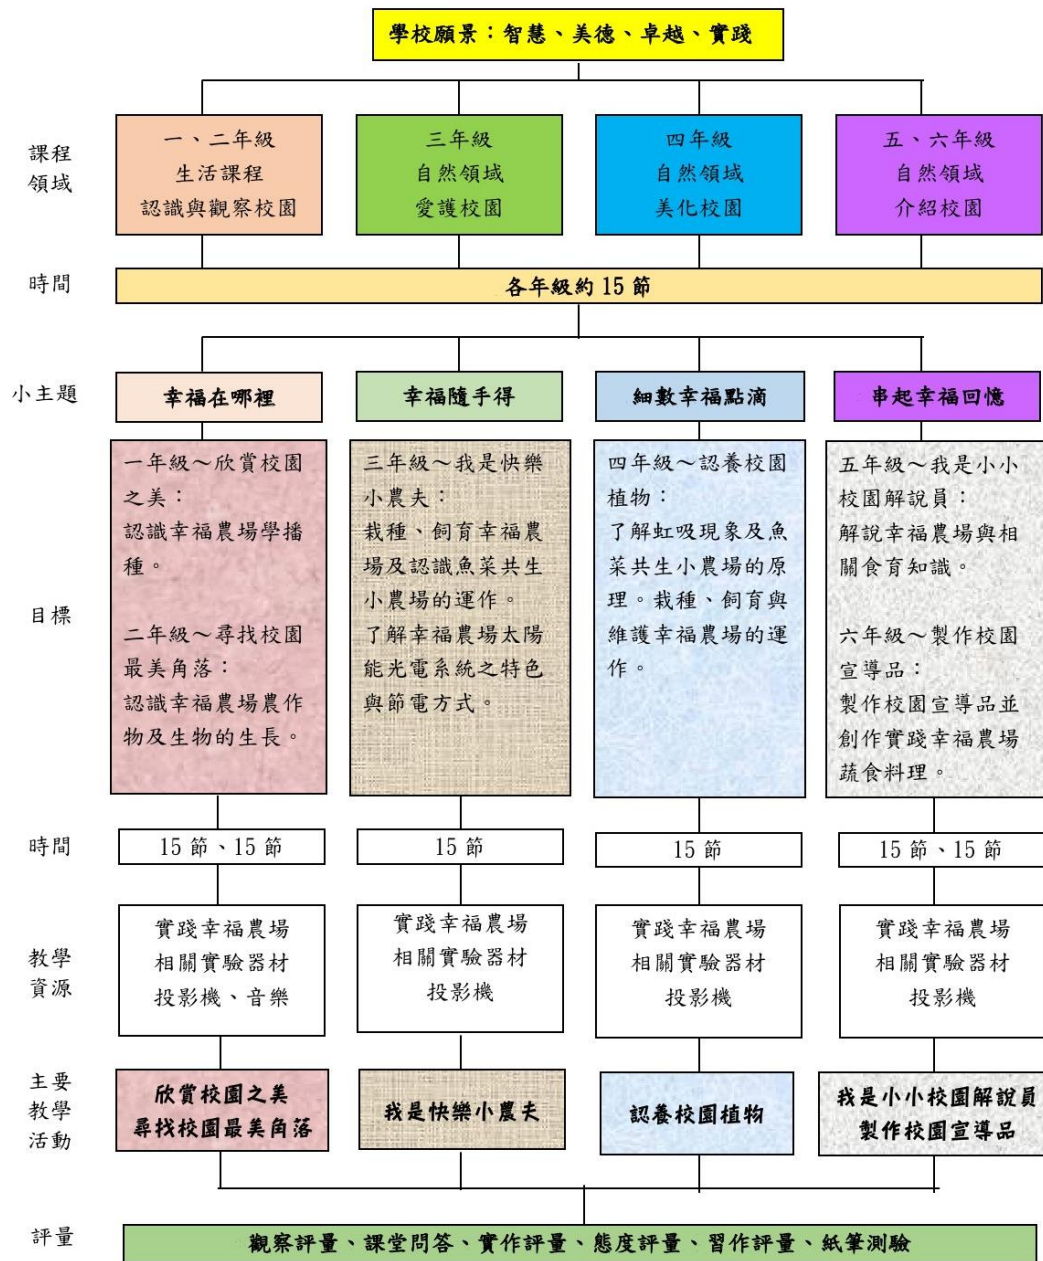 學校願景：智慧、美德、卓越、實踐
課程
領域
一、二年級
生活課程
認識與觀察校園
三年級
自然領域
愛護校園
四年級
自然領域
美化校園
五、六年級
自然領域
介紹校園
時間
各年級約 15 節
小主題
幸福在哪裡
幸福隨手得
細數幸福點滴
串起幸福回憶
目標
一年級～欣賞校園
之美：
認識幸福農場學播
種。
二年級～尋找校園
最美角落：
認識幸福農場農作
物及生物的生長。
三年級～我是快樂
小農夫：
栽種、飼育幸福農
場及認識魚菜共生
小農場的運作。
了解幸福農場太陽
能光電系統之特色
與節電方式。
四年級～認養校園
植物：
了解虹吸現象及魚
菜共生小農場的原
理。栽種、飼育與
維護幸福農場的運
作。
五年級～我是小小
校園解說員：
解說幸福農場與相
關食育知識。
六年級～製作校園
宣導品：
製作校園宣導品並
創作實踐幸福農場
蔬食料理。
時間
15 節、15 節
15 節
15 節
15 節、15 節
教學
資源
實踐幸福農場
相關實驗器材
投影機、音樂
實踐幸福農場
相關實驗器材
投影機
實踐幸福農場
相關實驗器材
投影機
實踐幸福農場
相關實驗器材
投影機
主要
教學
活動
欣賞校園之美
尋找校園最美角落
我是快樂小農夫
認養校園植物
我是小小校園解說員
製作校園宣導品
評量
觀察評量、課堂問答、實作評量、態度評量、習作評量、紙筆測驗